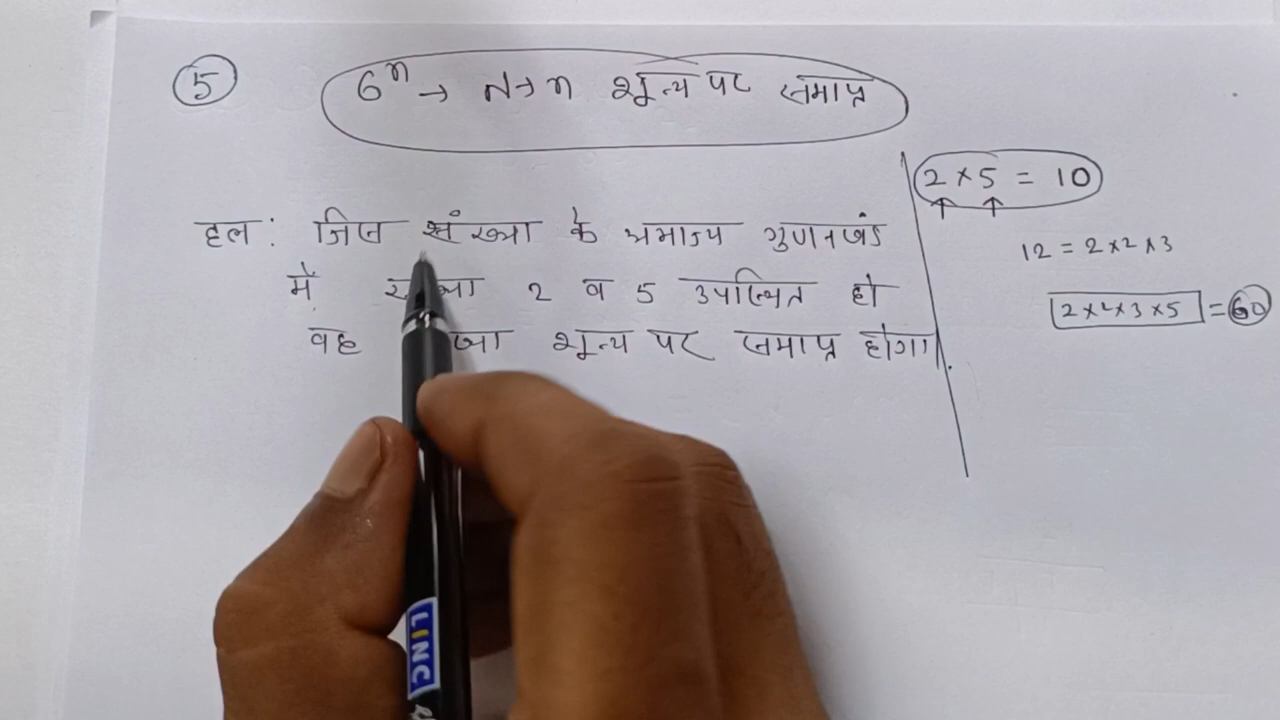 5
6ⁿ → N→ n शून्य पर समाप्त
हल: जिस संख्या के अभाज्य गुणनखंड
में 2 व 5 उपस्थित हो
वह शून्य पर समाप्त होगा।
2 × 5 = 10
12 = 2×2×3
2×2×3×5 = 60
LINC